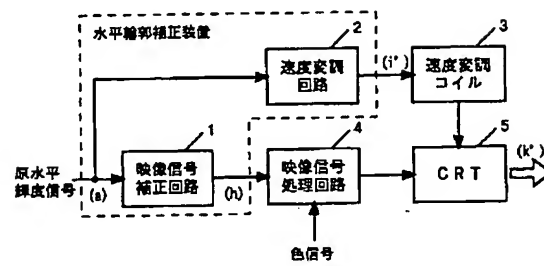 水平輪郭補正装置
2
速度変調
回路
(i')
3
速度変調
コイル
原水平
輝度信号
(a)
1
映像信号
補正回路
(h)
4
映像信号
処理回路
5
CRT
(k')
色信号